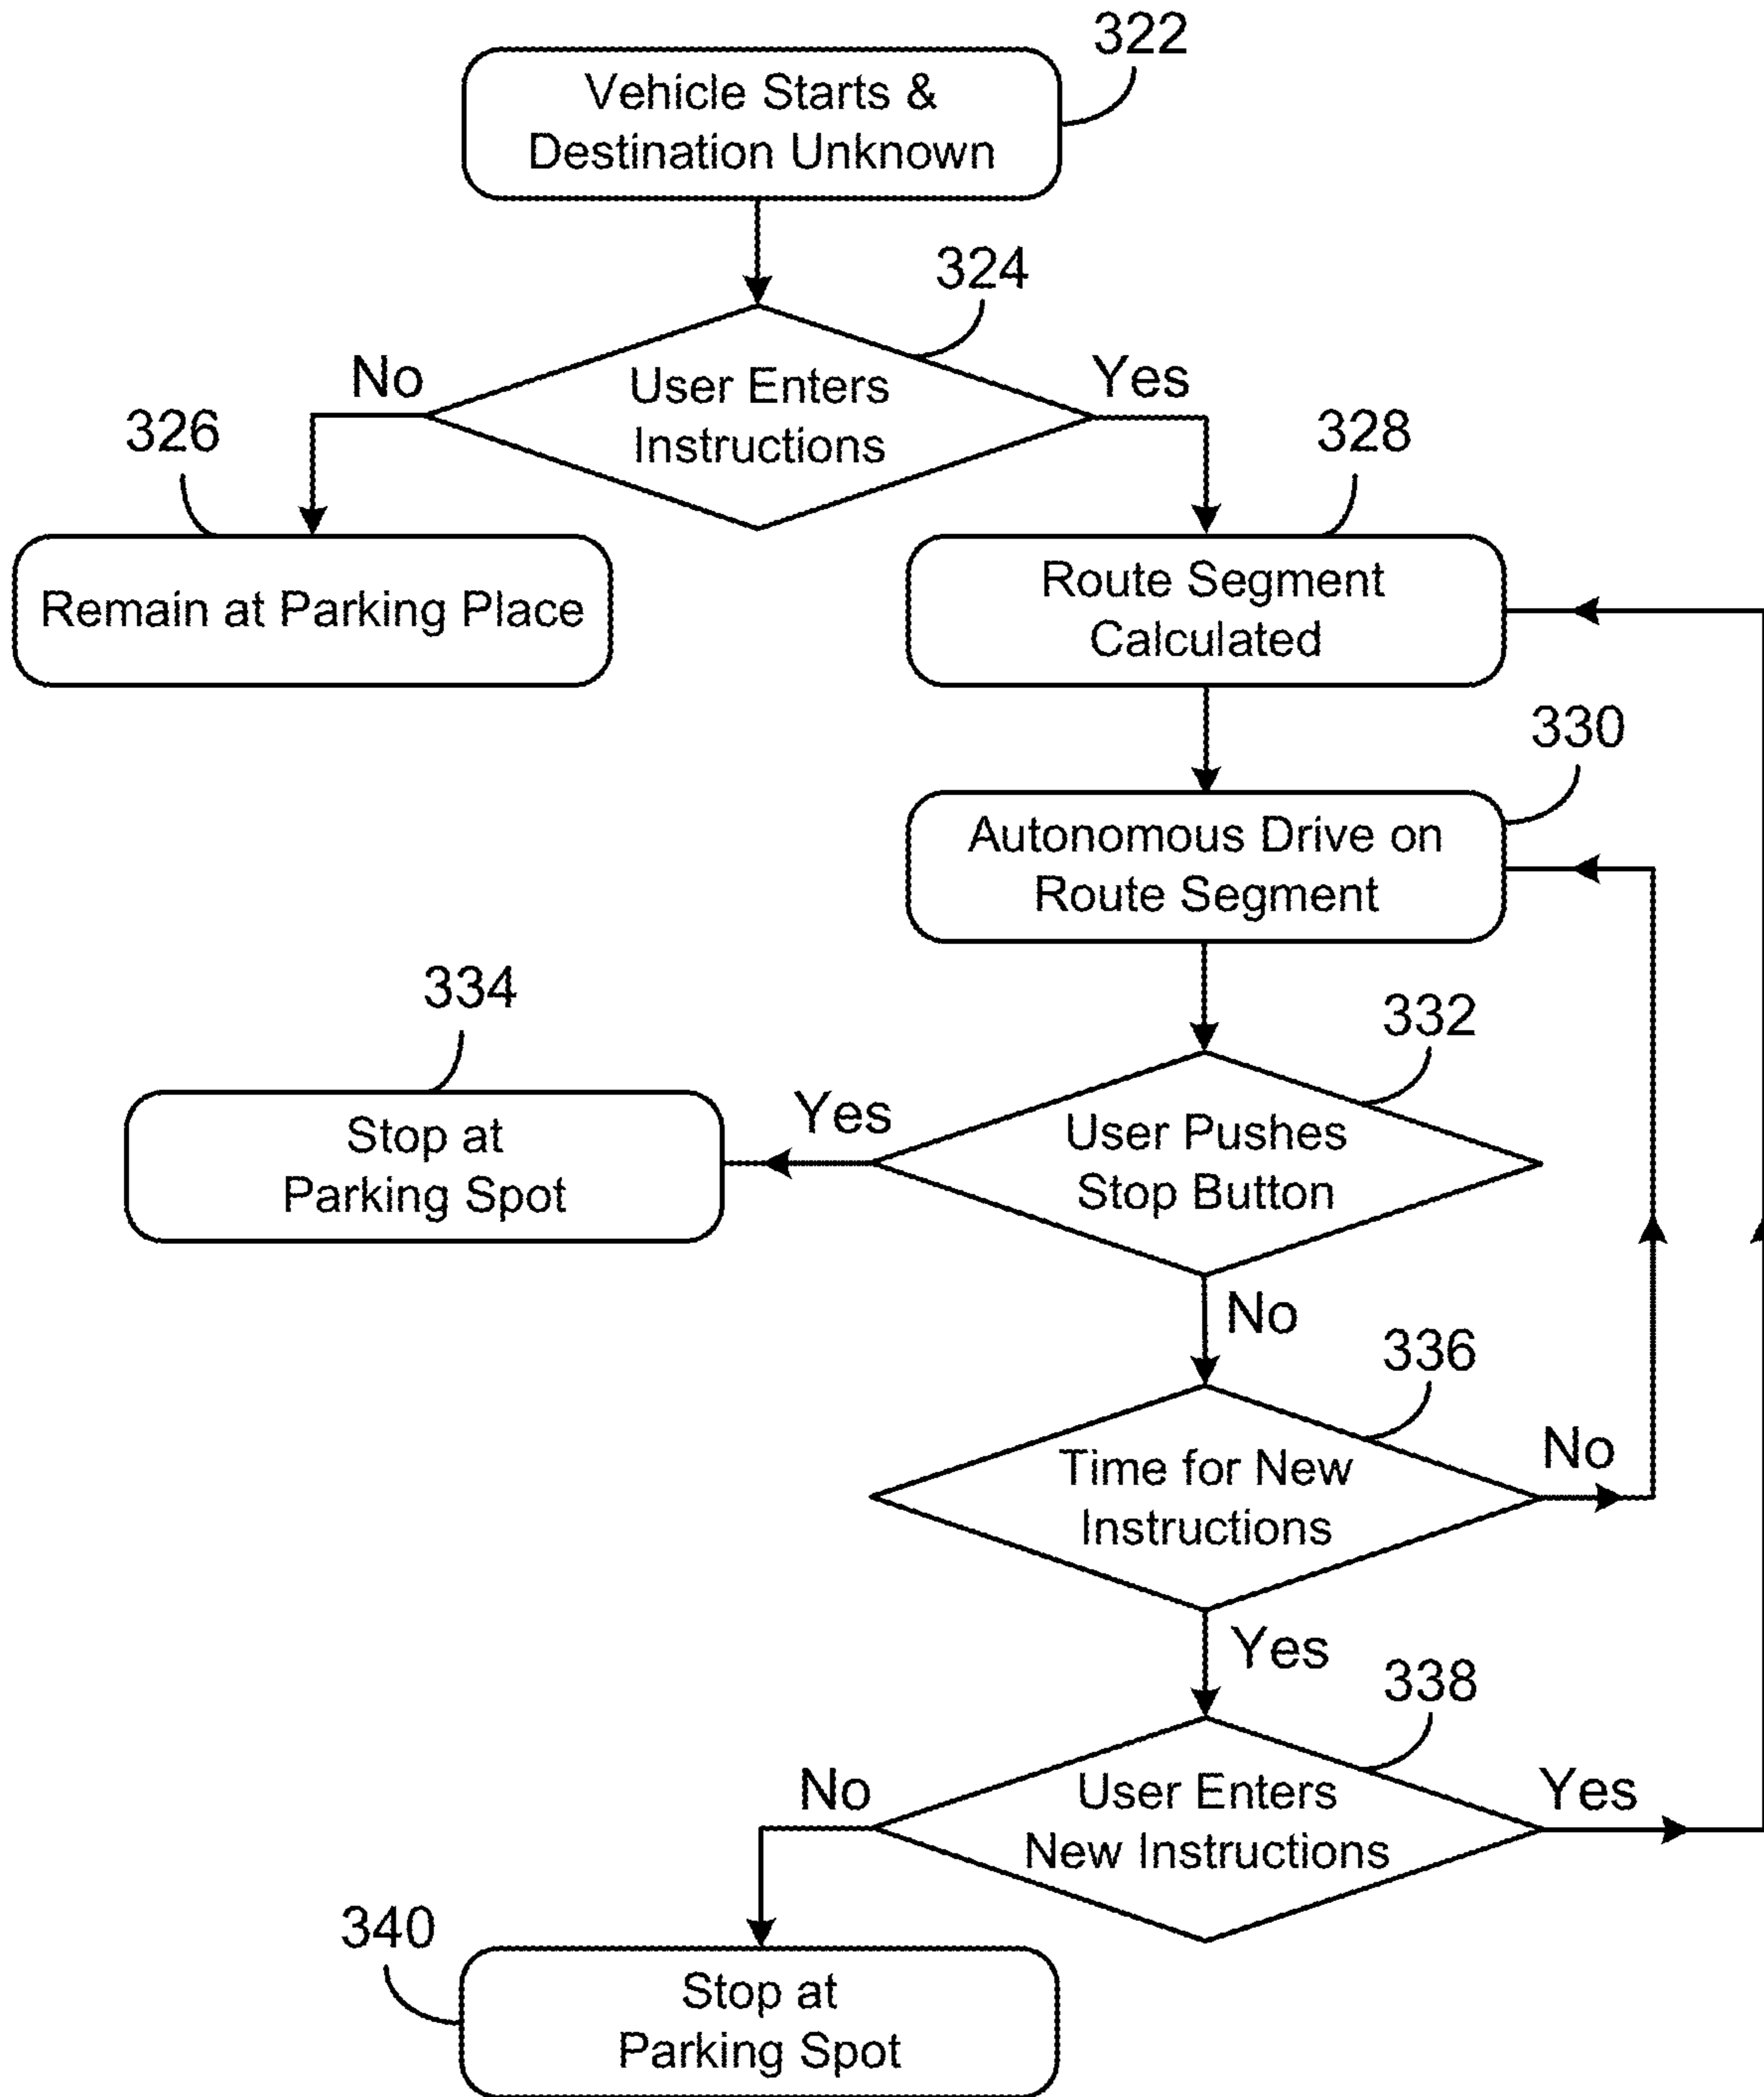 322
Vehicle Starts &
Destination Unknown
324
No
User Enters
Instructions
Yes
326
328
Remain at Parking Place
Route Segment
Calculated
330
Autonomous Drive on
Route Segment
334
332
Stop at
Parking Spot
Yes
User Pushes
Stop Button
No
336
Time for New
Instructions
No
Yes
338
No
User Enters
New Instructions
Yes
340
Stop at
Parking Spot